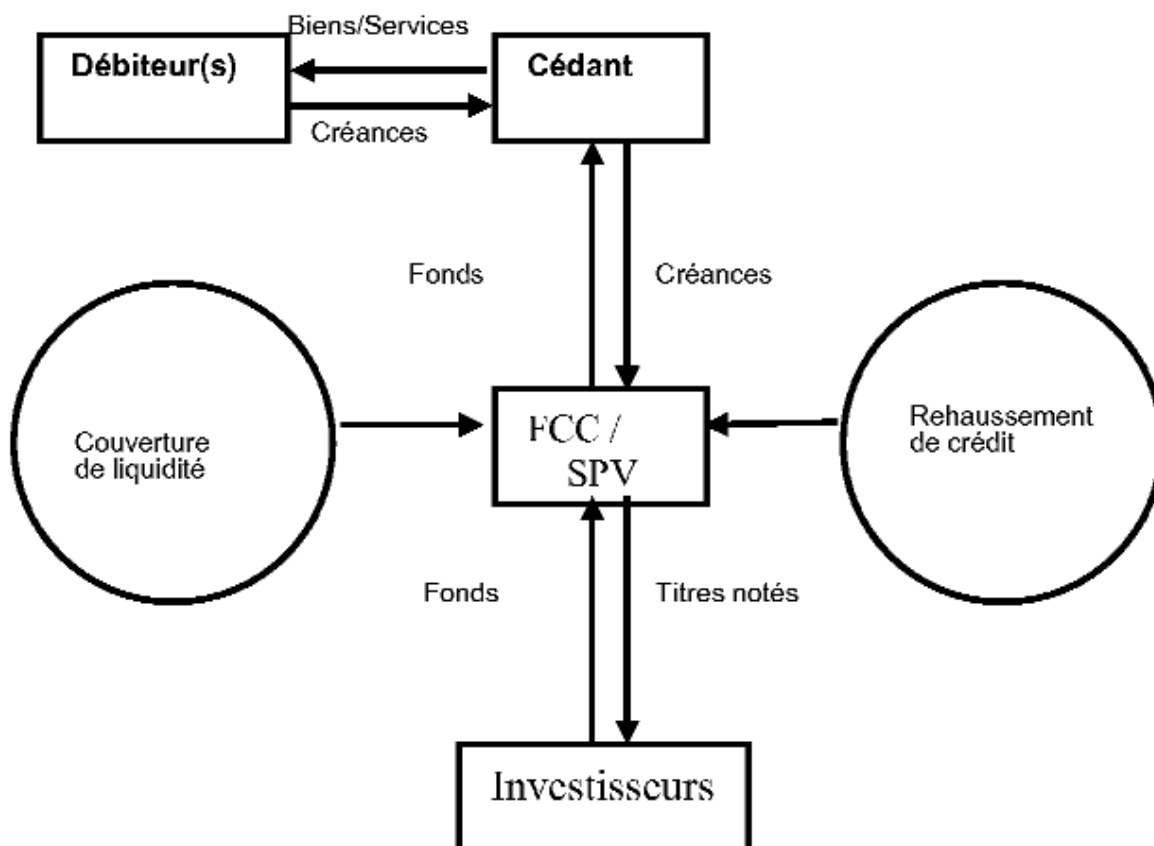 Biens/Services
Débiteur(s)
Cédant
Créances
Fonds
Créances
Couverture
de liquidité
FCC /
SPV
Rehaussement
de crédit
Fonds
Titres notés
Investisseurs